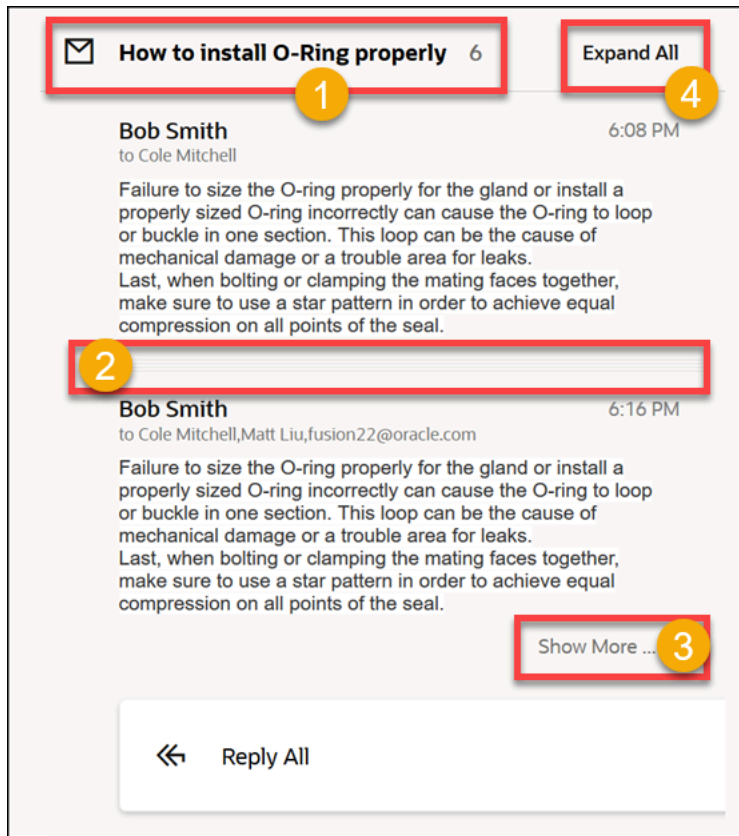 How to install O-Ring properly 6 Expand All
1
4
Bob Smith 6:08 PM
to Cole Mitchell
Failure to size the O-ring properly for the gland or install a
properly sized O-ring incorrectly can cause the O-ring to loop
or buckle in one section. This loop can be the cause of
mechanical damage or a trouble area for leaks.
Last, when bolting or clamping the mating faces together,
make sure to use a star pattern in order to achieve equal
compression on all points of the seal.
2
Bob Smith 6:16 PM
to Cole Mitchell,Matt Liu,fusion22@oracle.com
Failure to size the O-ring properly for the gland or install a
properly sized O-ring incorrectly can cause the O-ring to loop
or buckle in one section. This loop can be the cause of
mechanical damage or a trouble area for leaks.
Last, when bolting or clamping the mating faces together,
make sure to use a star pattern in order to achieve equal
compression on all points of the seal.
Show More ... 3
Reply All